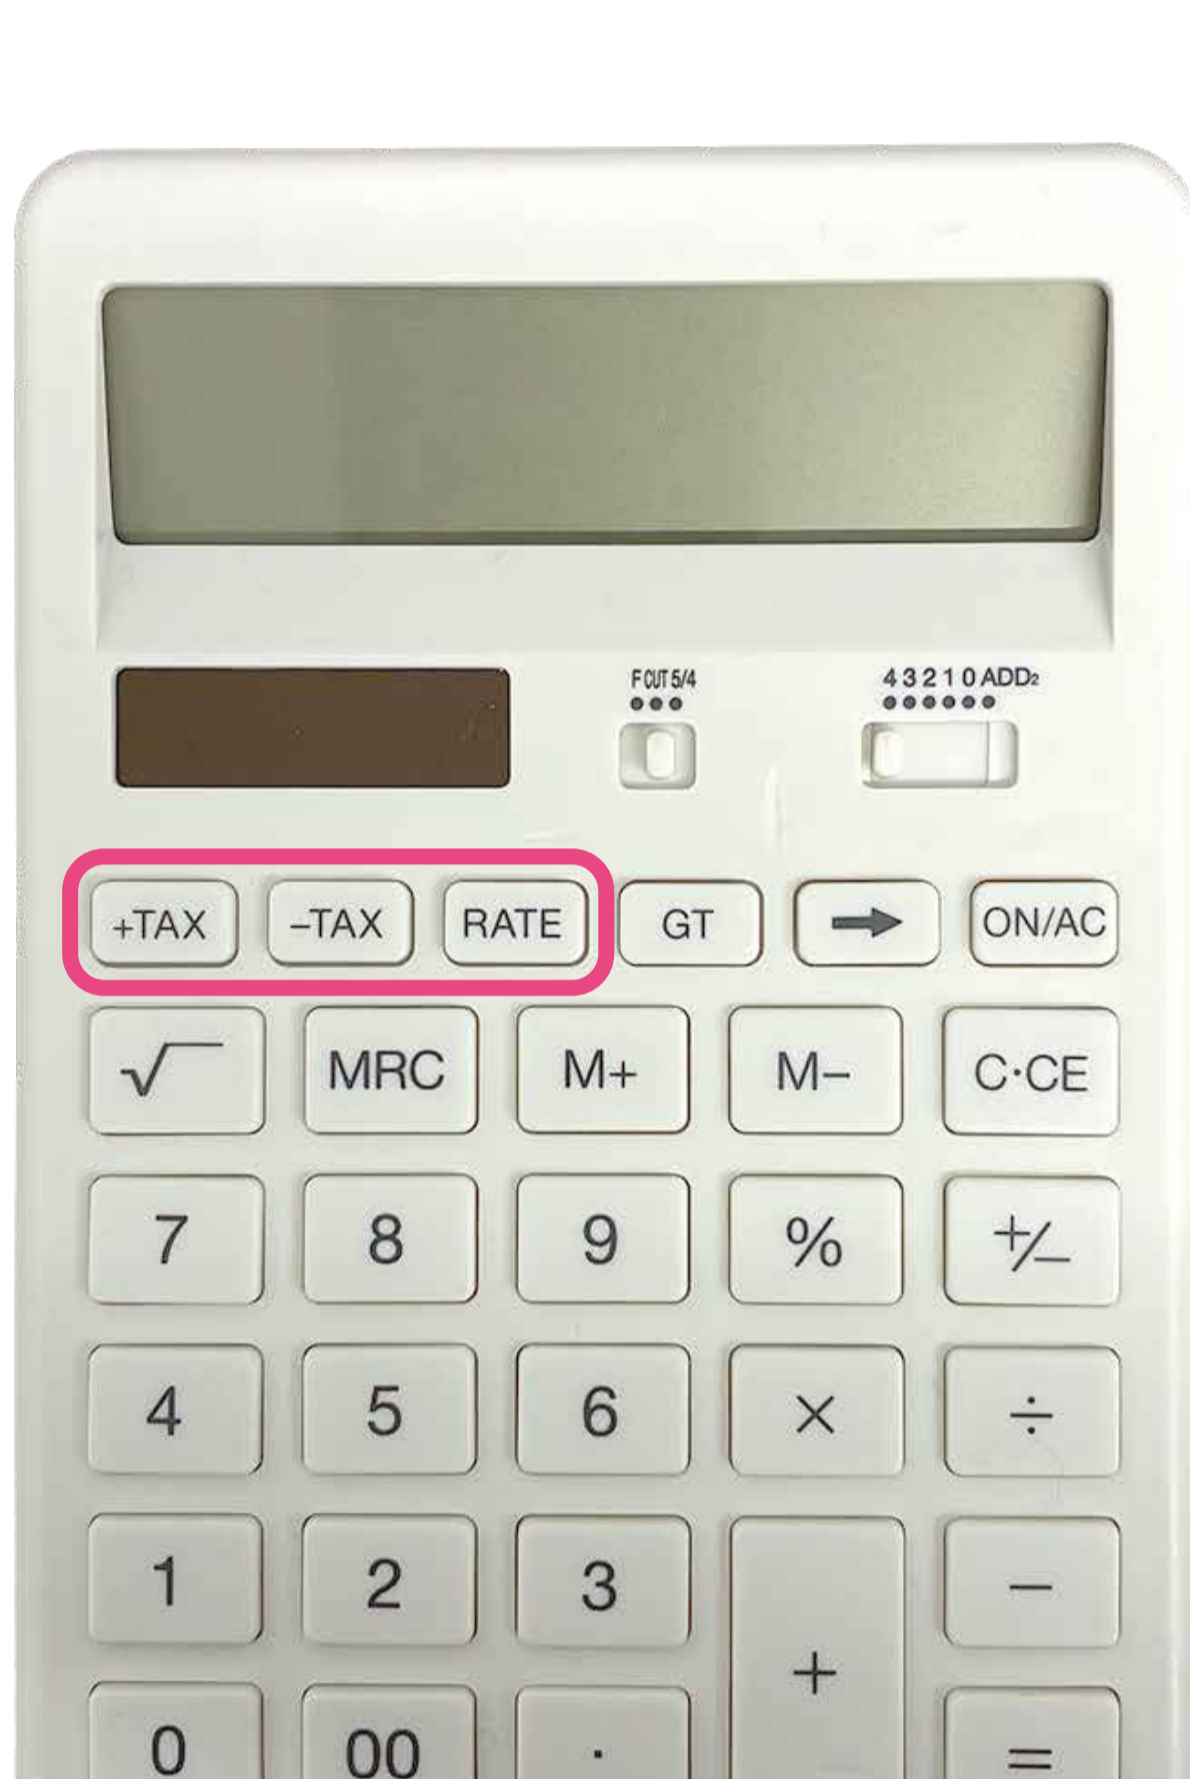 F CUT 5/4
4 3 2 1 0 ADD2
+TAX –TAX RATE GT → ON/AC
√ MRC M+ M– C·CE
7 8 9 % +/–
4 5 6 × ÷
1 2 3 –
+
0 00 . =